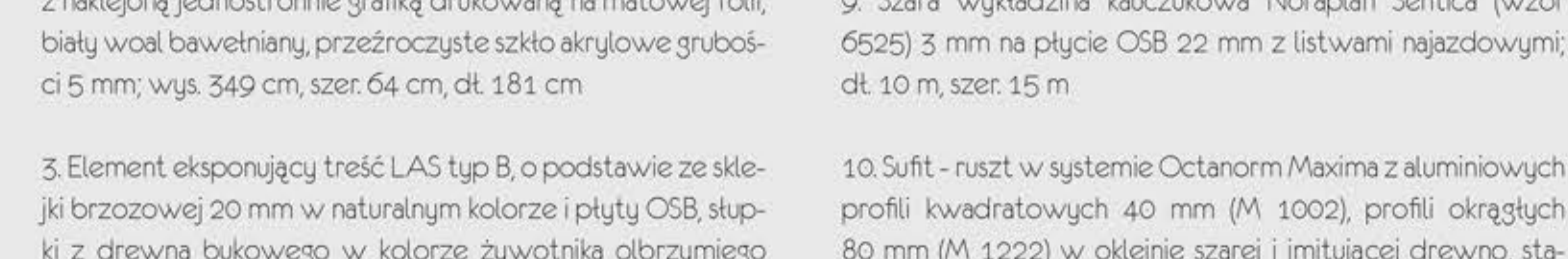 z naklejoną jednostronnie grafiką drukowaną na matowej folii,
biały woal bawełniany, przeźroczyste szkło akrylowe gruboś-
ci 5 mm; wys. 349 cm, szer. 64 cm, dł. 181 cm
3. Element eksponujący treść LAS typ B, o podstawie ze skle-
jki brzozowej 20 mm w naturalnym kolorze i płyty OSB, słup-
ki z drewna bukowego w kolorze żywotnika olbrzymiego
9. Szara wykładzina kauczukowa Noraplan Sentica (wzór
6525) 3 mm na płycie OSB 22 mm z listwami najazdowymi;
dł. 10 m, szer. 15 m
10. Sufit - ruszt w systemie Octanorm Maxima z aluminiowych
profili kwadratowych 40 mm (M 1002), profili okrągłych
80 mm (M 1222) w okleinie szarej i imitującej drewno, sta-